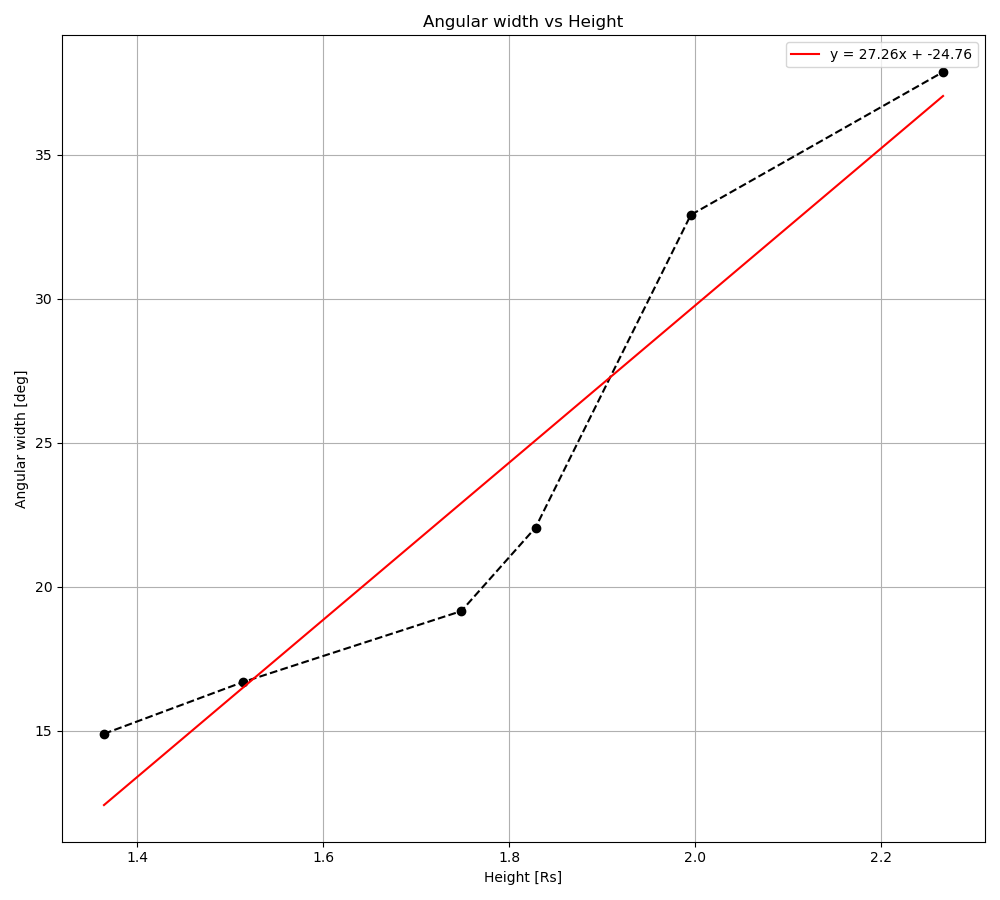 Angular width vs Height
y = 27.26x + -24.76
35
30
25
20
15
Angular width [deg]
1.4 1.6 1.8 2.0 2.2
Height [Rs]